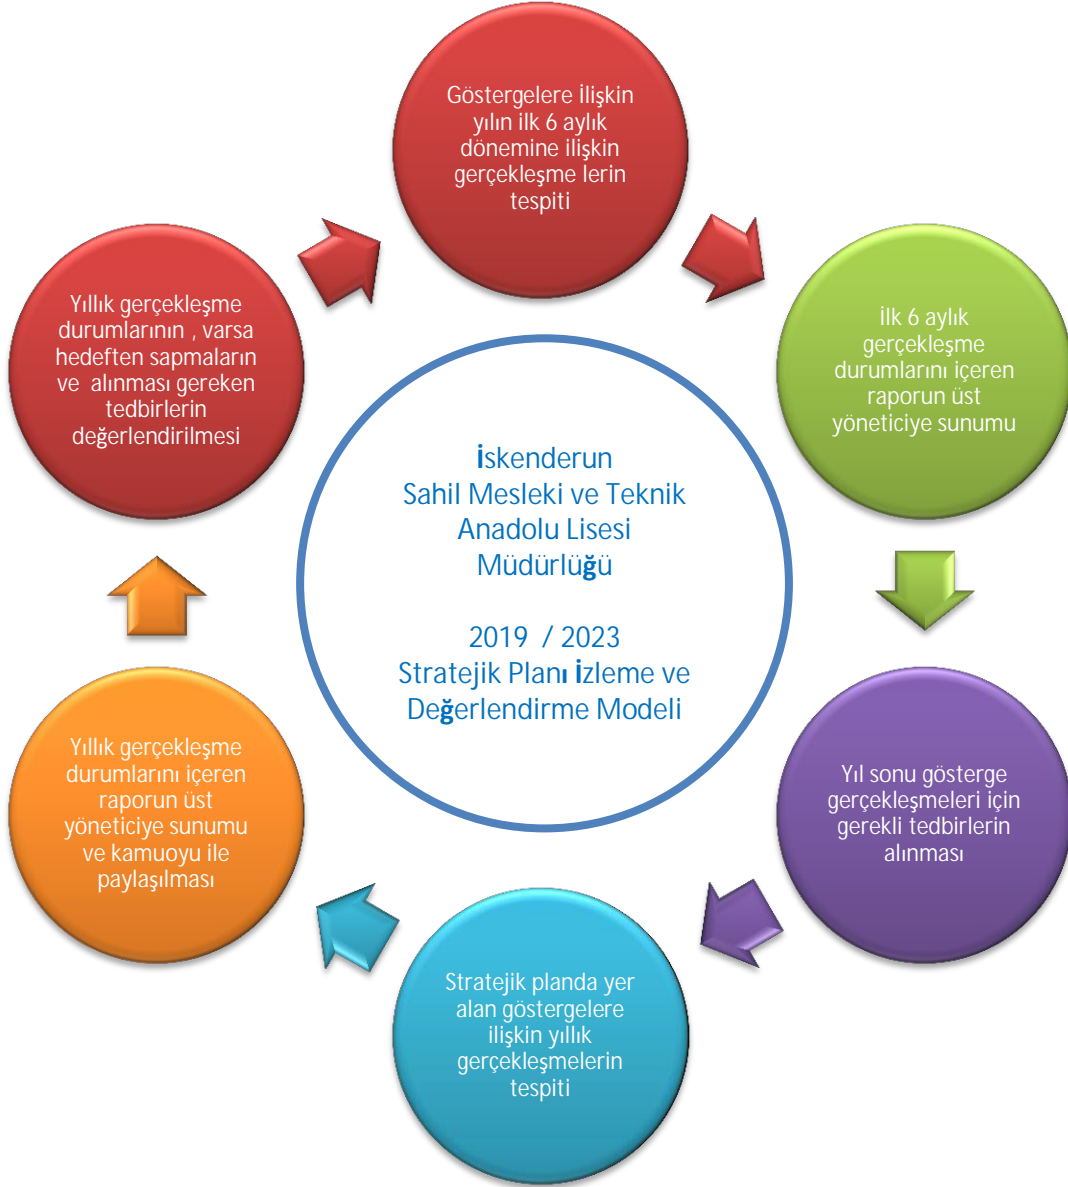 Göstergelere İlişkin
yılın ilk 6 aylık
dönemine ilişkin
gerçekleşme lerin
tespiti
İlk 6 aylık
gerçekleşme
durumlarını içeren
raporun üst
yöneticiye sunumu
Yıl sonu gösterge
gerçekleşmeleri için
gerekli tedbirlerin
alınması
Stratejik planda yer
alan göstergelere
ilişkin yıllık
gerçekleşmelerin
tespiti
Yıllık gerçekleşme
durumlarını içeren
raporun üst
yöneticiye sunumu
ve kamuoyu ile
paylaşılması
Yıllık gerçekleşme
durumlarının , varsa
hedeften sapmaların
ve alınması gereken
tedbirlerin
değerlendirilmesi
İskenderun
Sahil Mesleki ve Teknik
Anadolu Lisesi
Müdürlüğü
2019 / 2023
Stratejik Planı İzleme ve
Değerlendirme Modeli